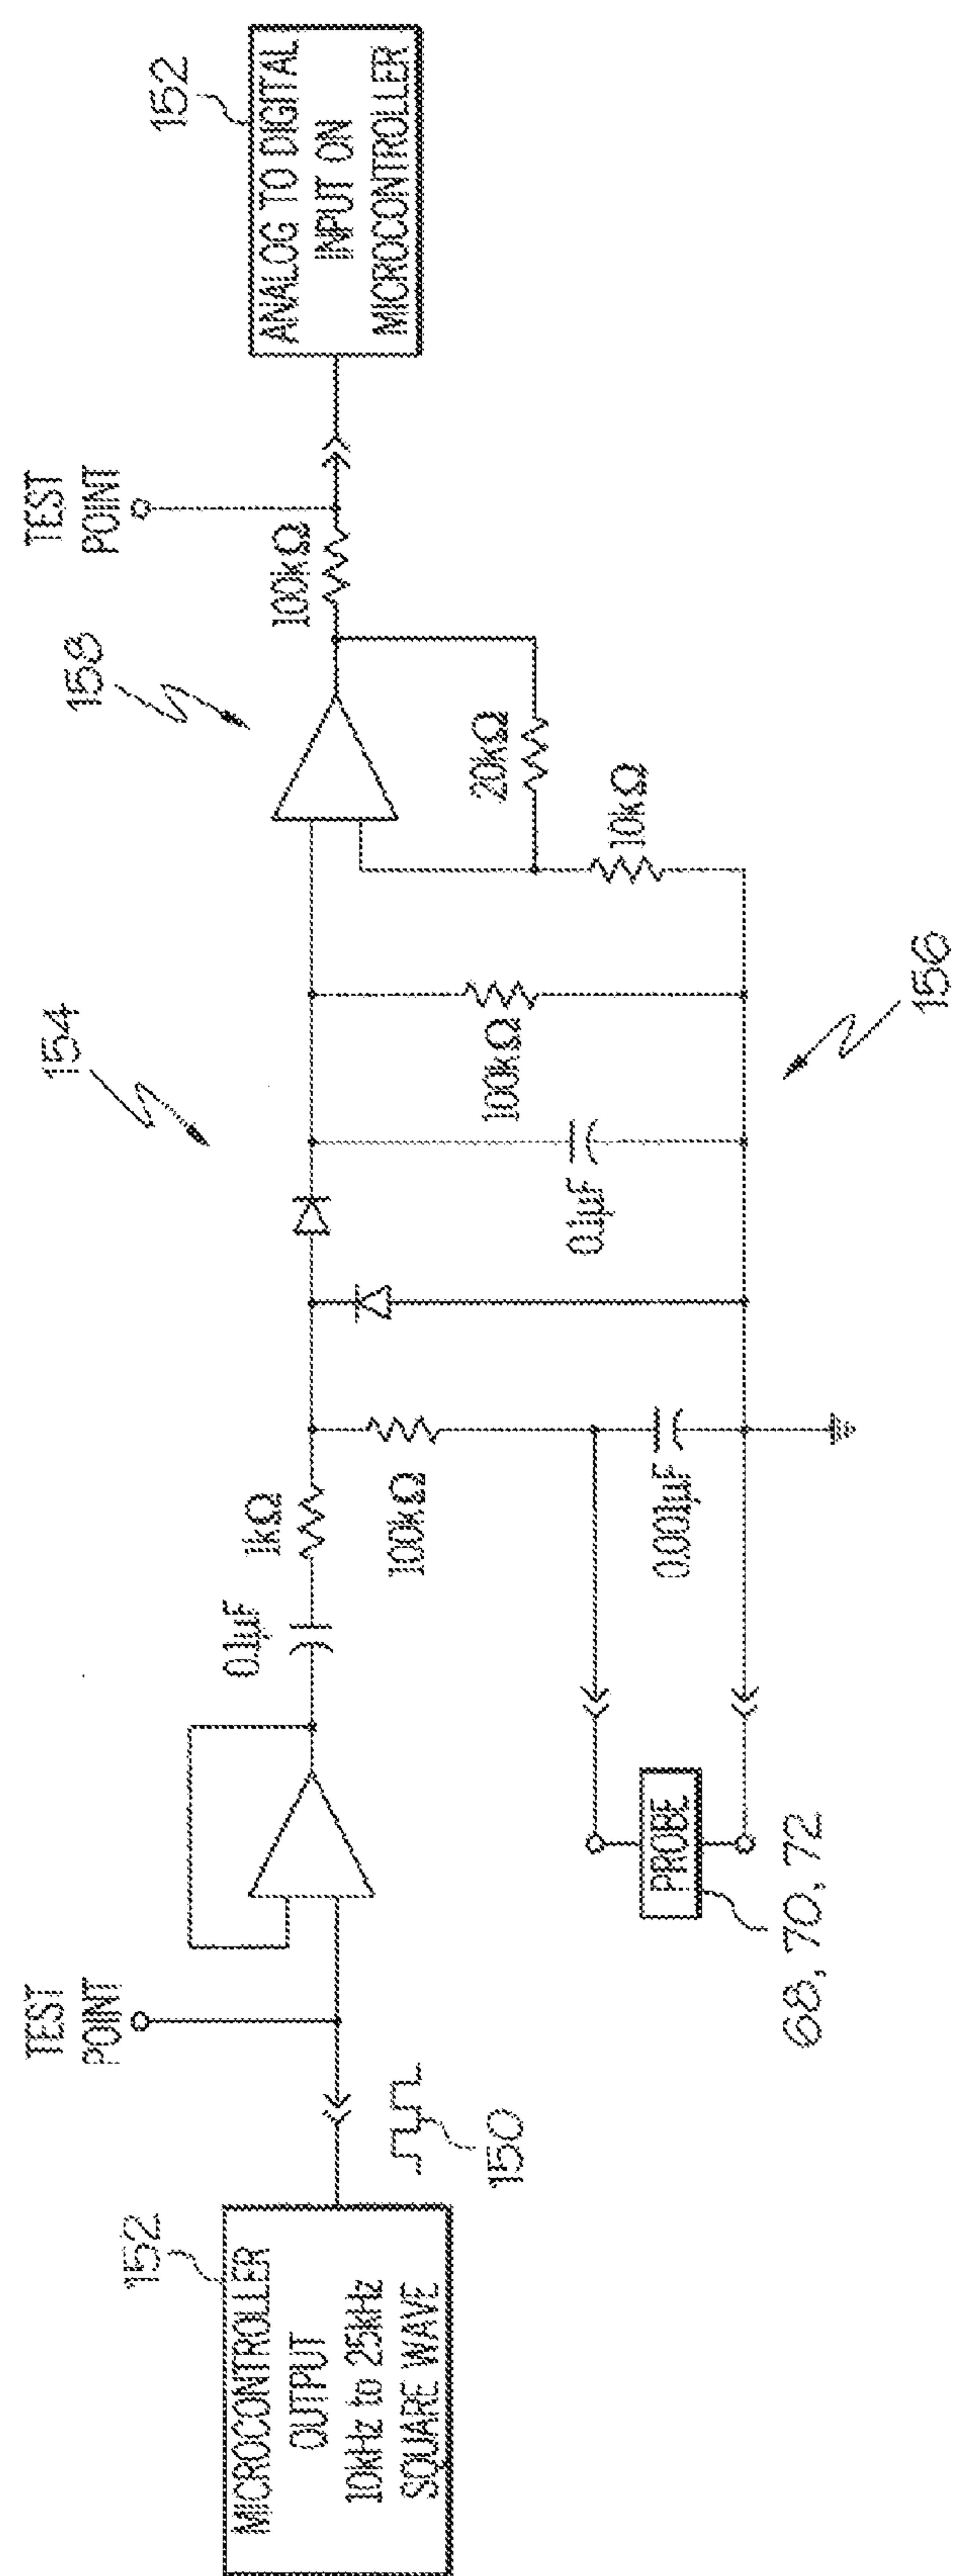 152
MICROCONTROLLER
OUTPUT
10kHz to 25kHz
SQUARE WAVE
150
TEST
POINT
0.1µF
1kΩ
100kΩ
0.001µF
PROBE
68, 70, 72
154
0.1µF
100kΩ
156
158
20kΩ
10kΩ
100kΩ
TEST
POINT
152
ANALOG TO DIGITAL
INPUT ON
MICROCONTROLLER